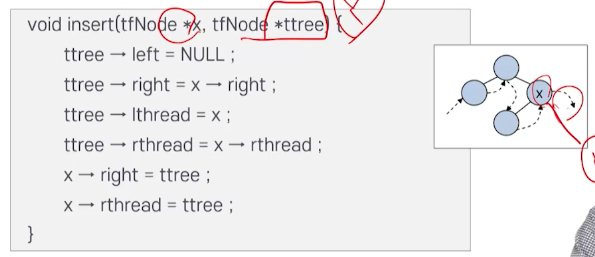 void insert(tfNode *x, tfNode *ttree) {
ttree → left = NULL ;
ttree → right = x → right ;
ttree → lthread = x ;
ttree → rthread = x → rthread ;
x → right = ttree ;
x → rthread = ttree ;
}
x